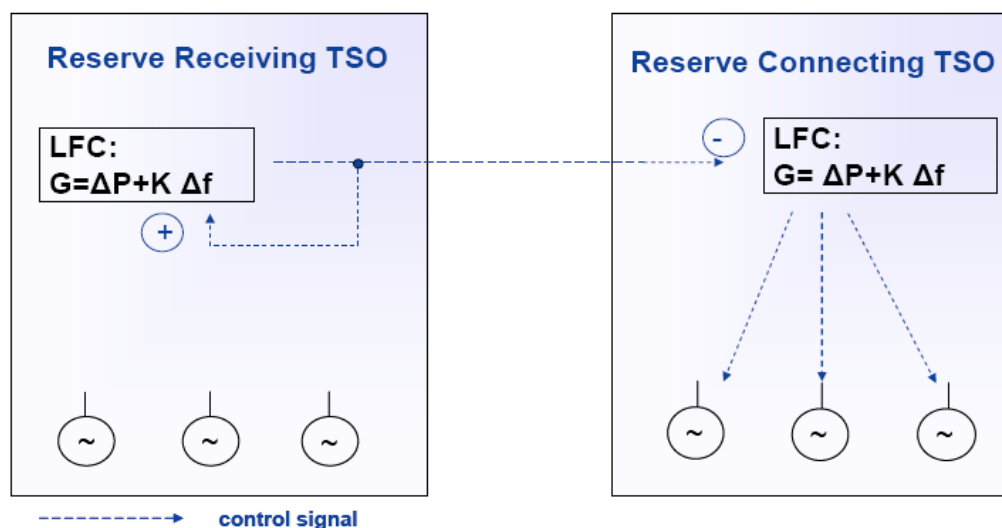 Reserve Receiving TSO
LFC:
G=ΔP+K Δf
+
~ ~ ~
Reserve Connecting TSO
-
LFC:
G= ΔP+K Δf
~ ~ ~
control signal